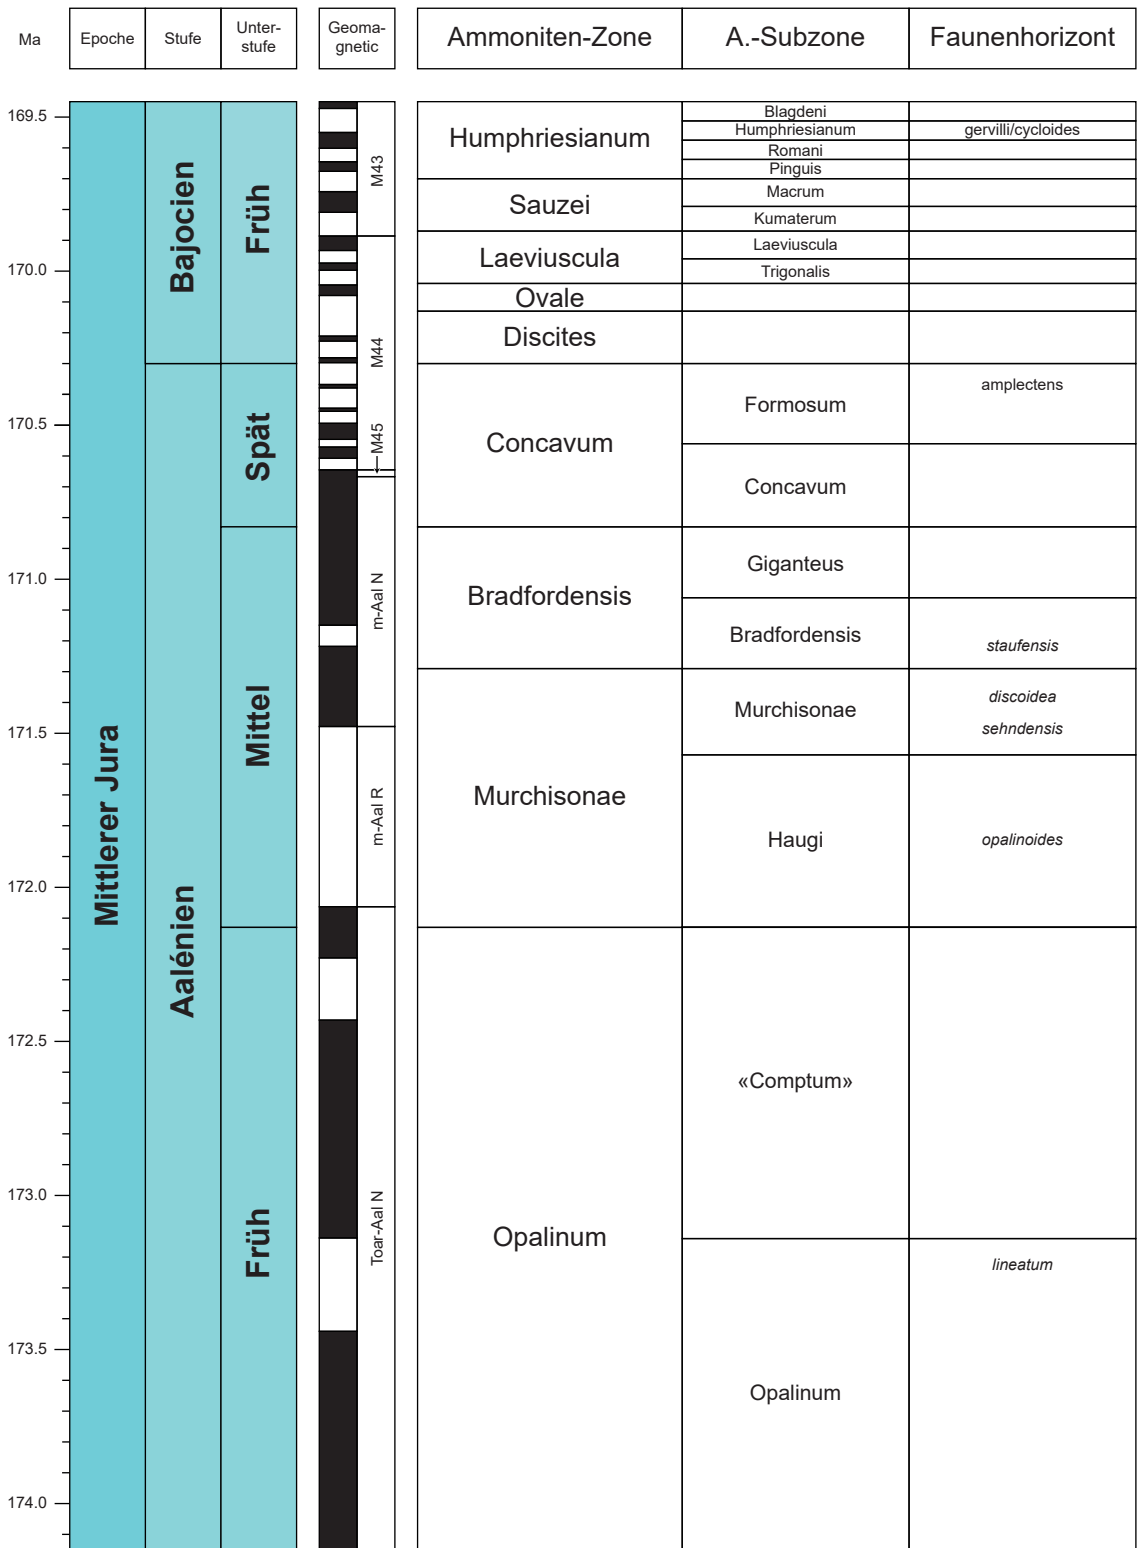 Ma
Epoche
Stufe
Unter-
stufe
Geoma-
gnetic
Ammoniten-Zone
A.-Subzone
Faunenhorizont
169.5
170.0
170.5
171.0
171.5
172.0
172.5
173.0
173.5
174.0
Mittlerer Jura
Bajocien
Aalénien
Früh
Spät
Mittel
Früh
M43
M44
M45
m-Aal N
m-Aal R
Toar-Aal N
Humphriesianum
Sauzei
Laeviuscula
Ovale
Discites
Concavum
Bradfordensis
Murchisonae
Opalinum
Blagdeni
Humphriesianum
Romani
Pinguis
Macrum
Kumaterum
Laeviuscula
Trigonalis
Formosum
Concavum
Giganteus
Bradfordensis
Murchisonae
Haugi
«Comptum»
Opalinum
gervilli/cycloides
amplectens
staufensis
discoidea
sehndensis
opalinoides
lineatum